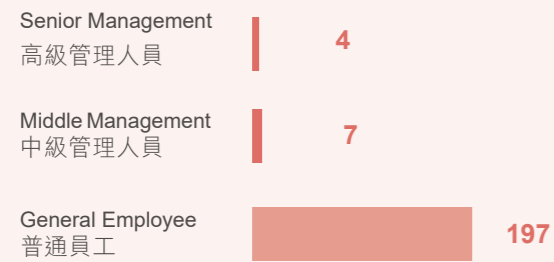 Senior Management
高級管理人員
4
Middle Management
中級管理人員
7
General Employee
普通員工
197